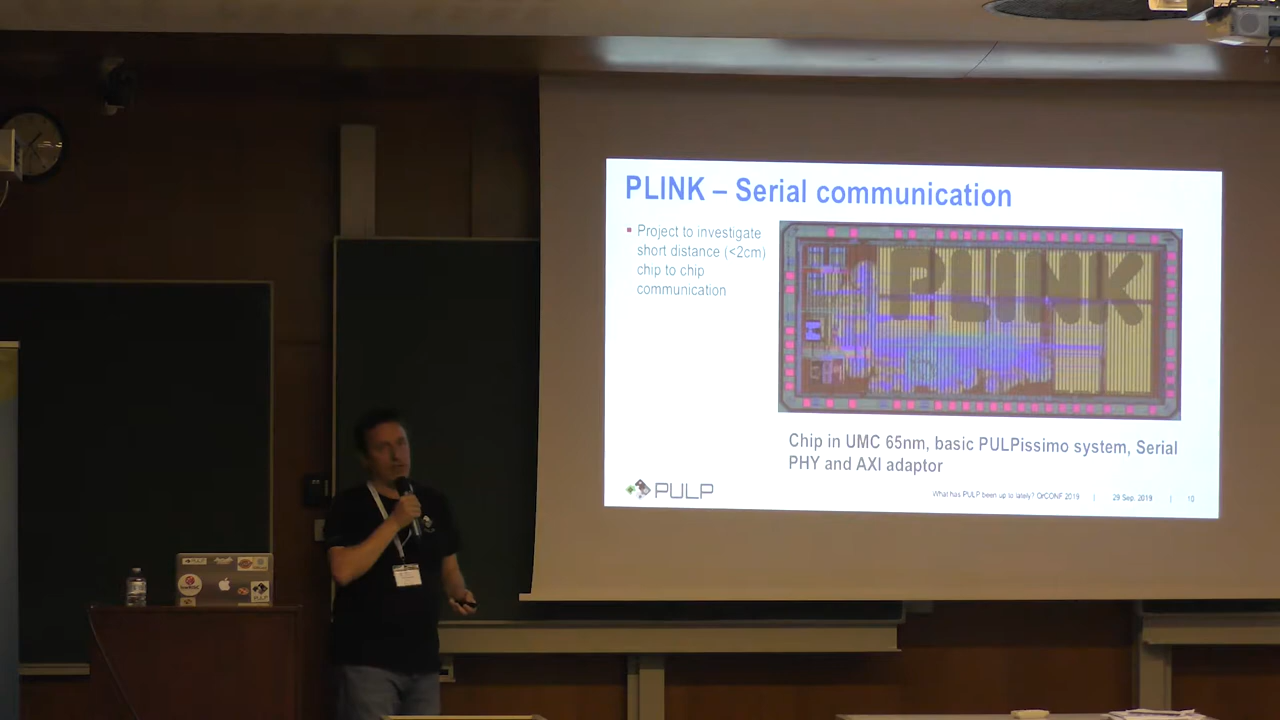 PLINK – Serial communication
Project to investigate
short distance (<2cm)
chip to chip
communication
PLINK
Chip in UMC 65nm, basic PULPissimo system, Serial
PHY and AXI adaptor
PULP
What has PULP been up to lately? OrCONF 2019 | 29 Sep. 2019 | 10
PULP
PULP